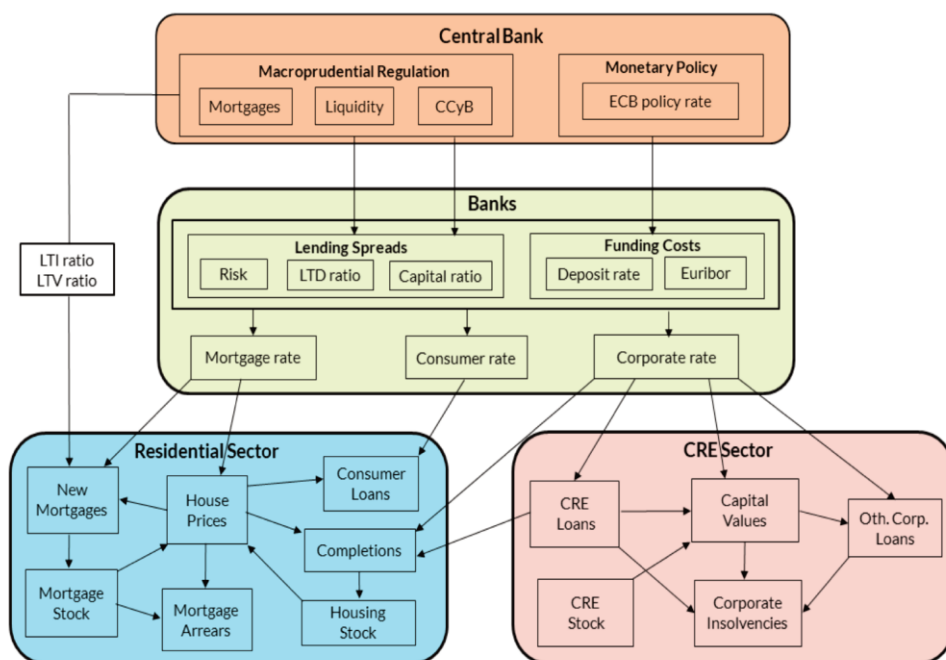 Central Bank
Macroprudential Regulation
Mortgages
Liquidity
CCyB
Monetary Policy
ECB policy rate
LTI ratio
LTV ratio
Banks
Lending Spreads
Risk
LTD ratio
Capital ratio
Funding Costs
Deposit rate
Euribor
Mortgage rate
Consumer rate
Corporate rate
Residential Sector
New
Mortgages
House
Prices
Consumer
Loans
Completions
Mortgage
Stock
Mortgage
Arrears
Housing
Stock
CRE Sector
CRE
Loans
Capital
Values
Oth. Corp.
Loans
CRE
Stock
Corporate
Insolvencies